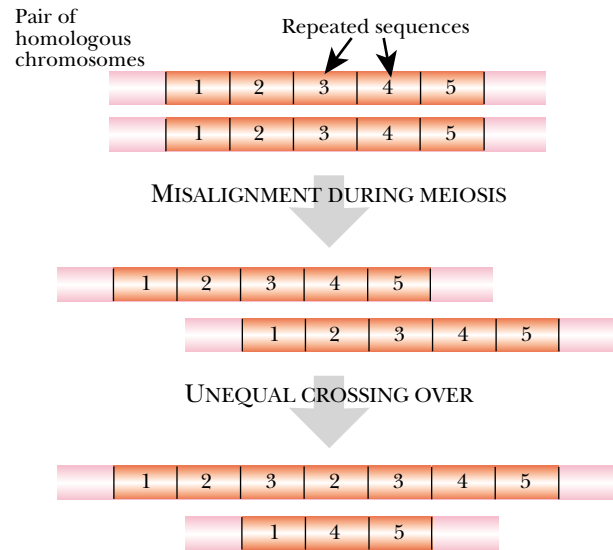 Pair of
homologous
chromosomes
Repeated sequences
1 2 3 4 5
1 2 3 4 5
MISALIGNMENT DURING MEIOSIS
1 2 3 4 5
1 2 3 4 5
UNEQUAL CROSSING OVER
1 2 3 2 3 4 5
1 4 5